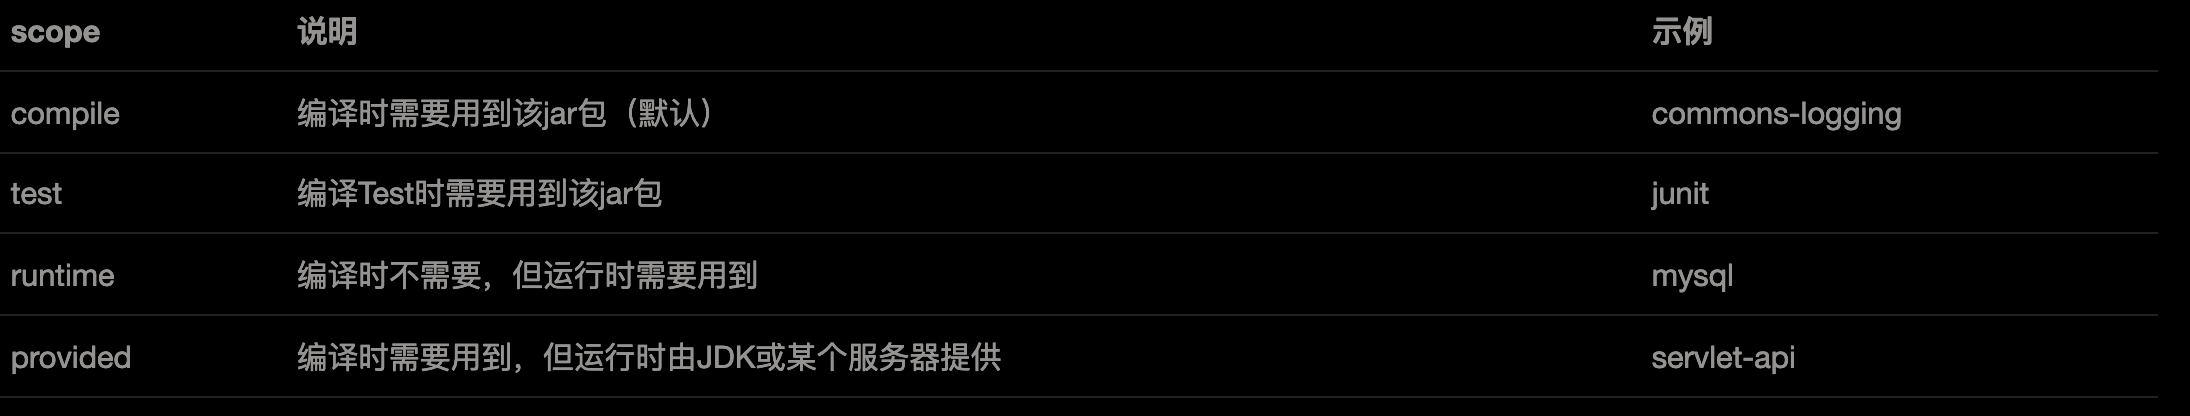 scope 说明 示例
compile 编译时需要用到该jar包（默认） commons-logging
test 编译Test时需要用到该jar包 junit
runtime 编译时不需要，但运行时需要用到 mysql
provided 编译时需要用到，但运行时由JDK或某个服务器提供 servlet-api